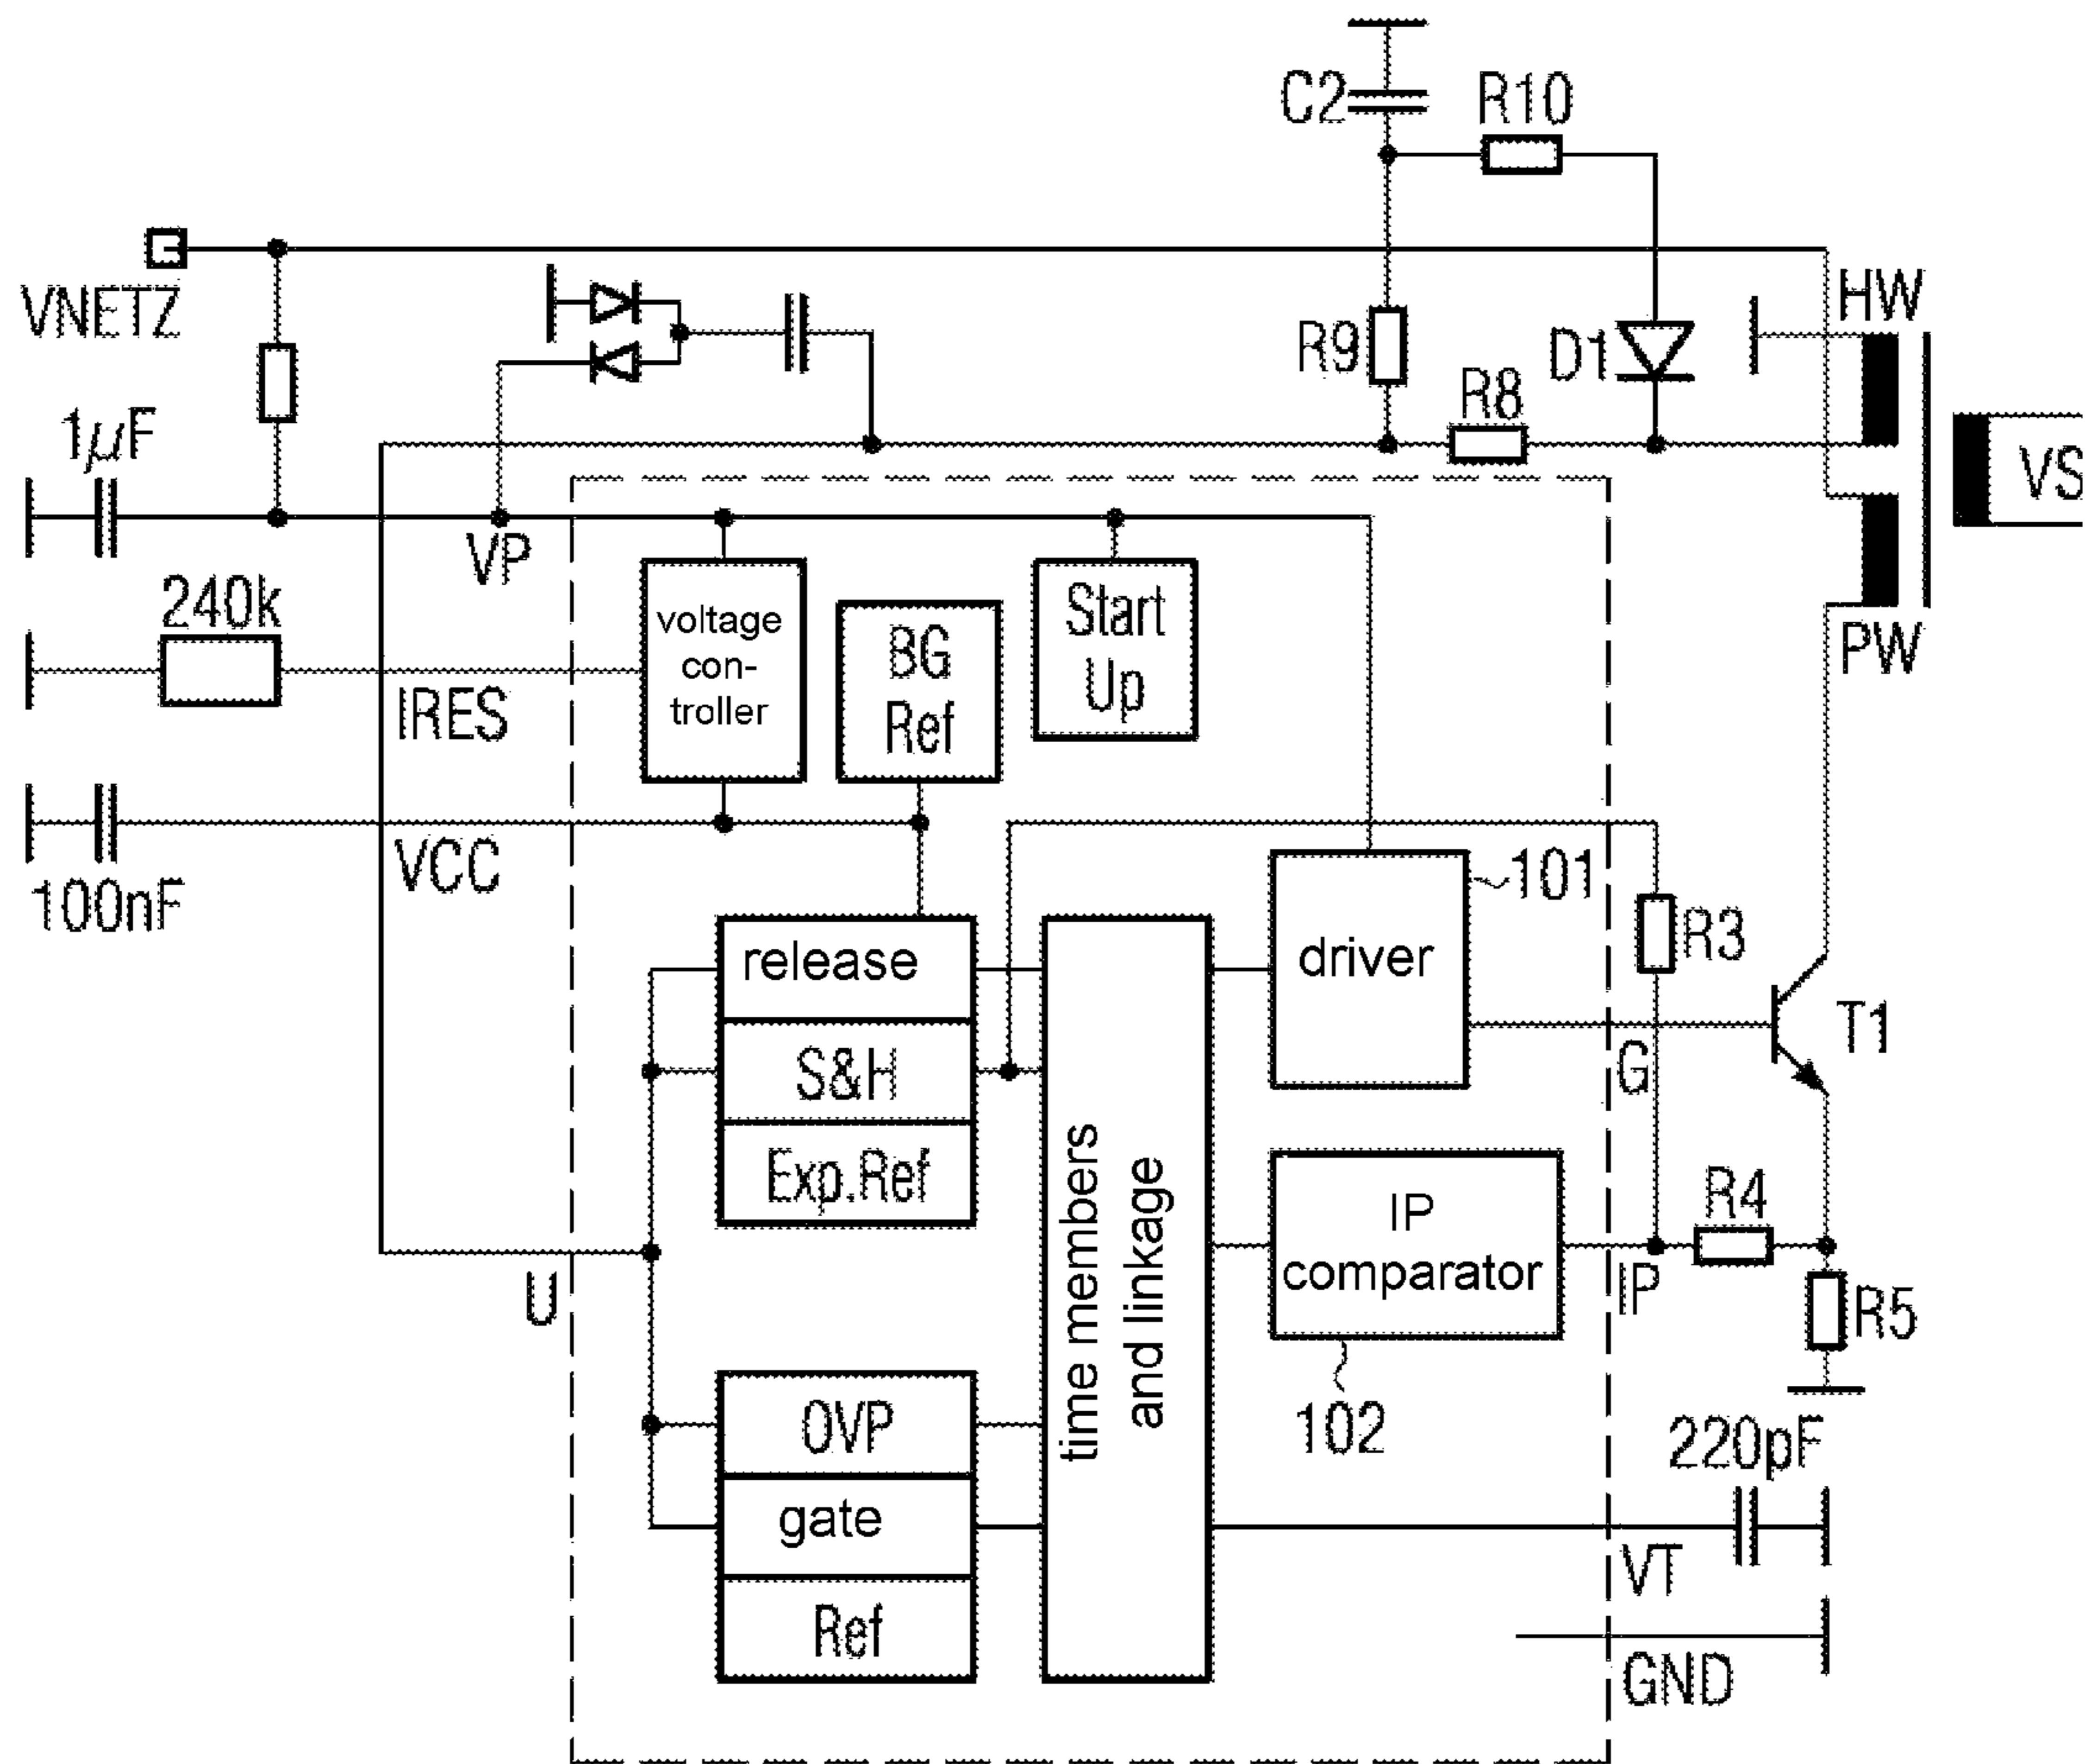 C2
R10
VNETZ
HW
R9
D1
R8
1µF
VS
VP
240k
voltage
con-
troller
BG
Ref
Start
Up
PW
IRES
VCC
100nF
101
release
driver
R3
S&H
T1
G
Exp.Ref
time members
and linkage
IP
comparator
R4
IP
R5
U
OVP
102
220pF
gate
VT
Ref
GND